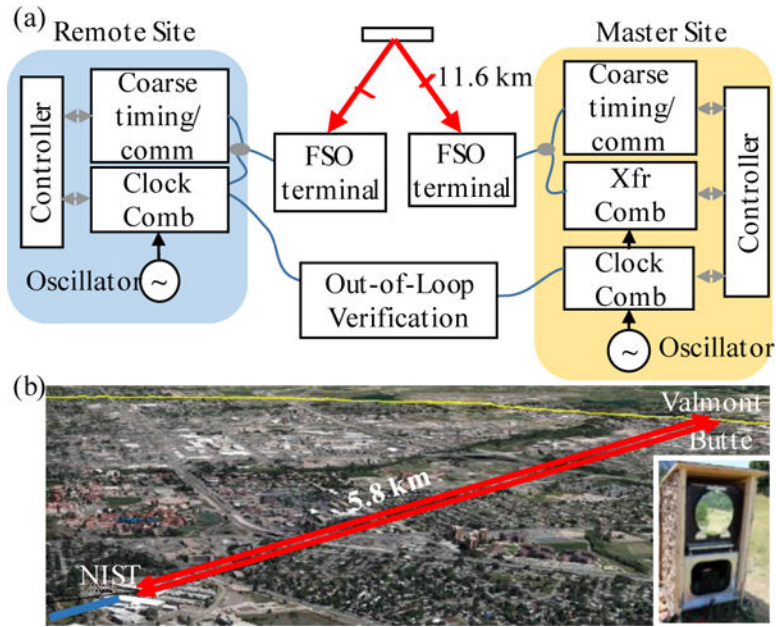 (a)
Remote Site
Master Site
Controller
Coarse
timing/
comm
Clock
Comb
Oscillator
~
FSO
terminal
11.6 km
FSO
terminal
Out-of-Loop
Verification
Coarse
timing/
comm
Xfr
Comb
Clock
Comb
Controller
~
Oscillator
(b)
Valmont
Butte
5.8 km
NIST